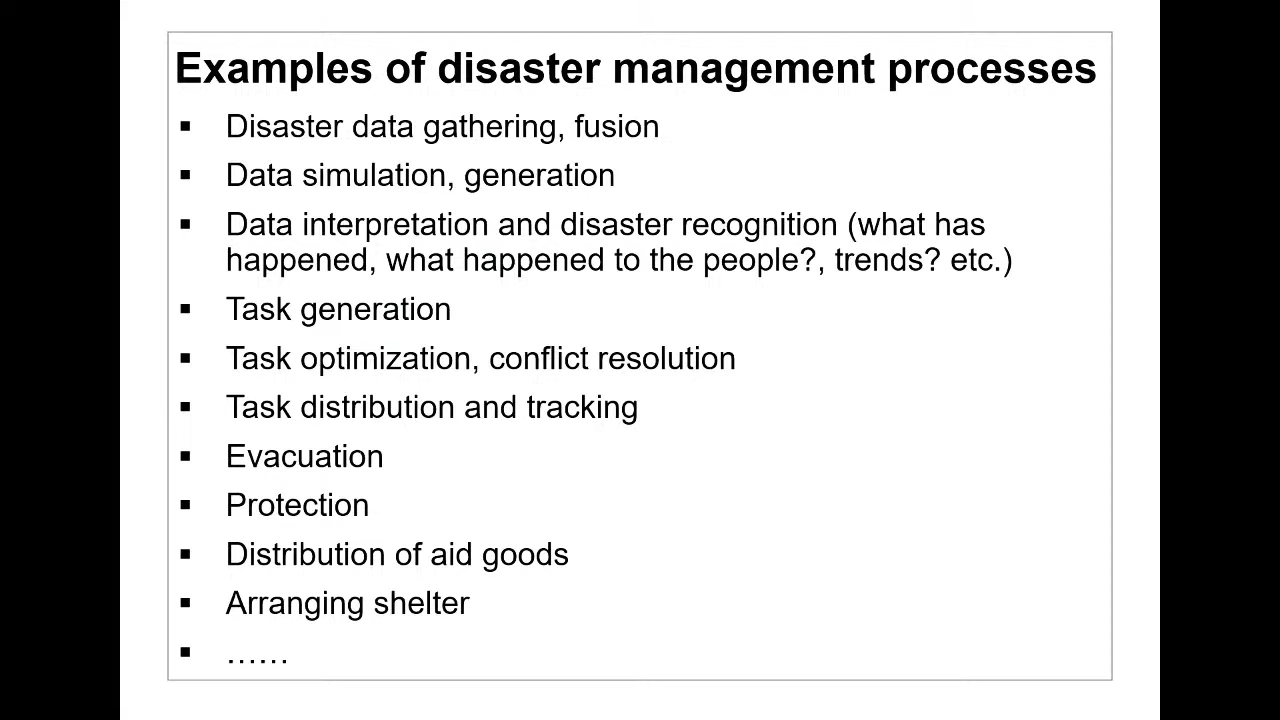 Examples of disaster management processes
▪ Disaster data gathering, fusion
▪ Data simulation, generation
▪ Data interpretation and disaster recognition (what has
happened, what happened to the people?, trends? etc.)
▪ Task generation
▪ Task optimization, conflict resolution
▪ Task distribution and tracking
▪ Evacuation
▪ Protection
▪ Distribution of aid goods
▪ Arranging shelter
▪ ……